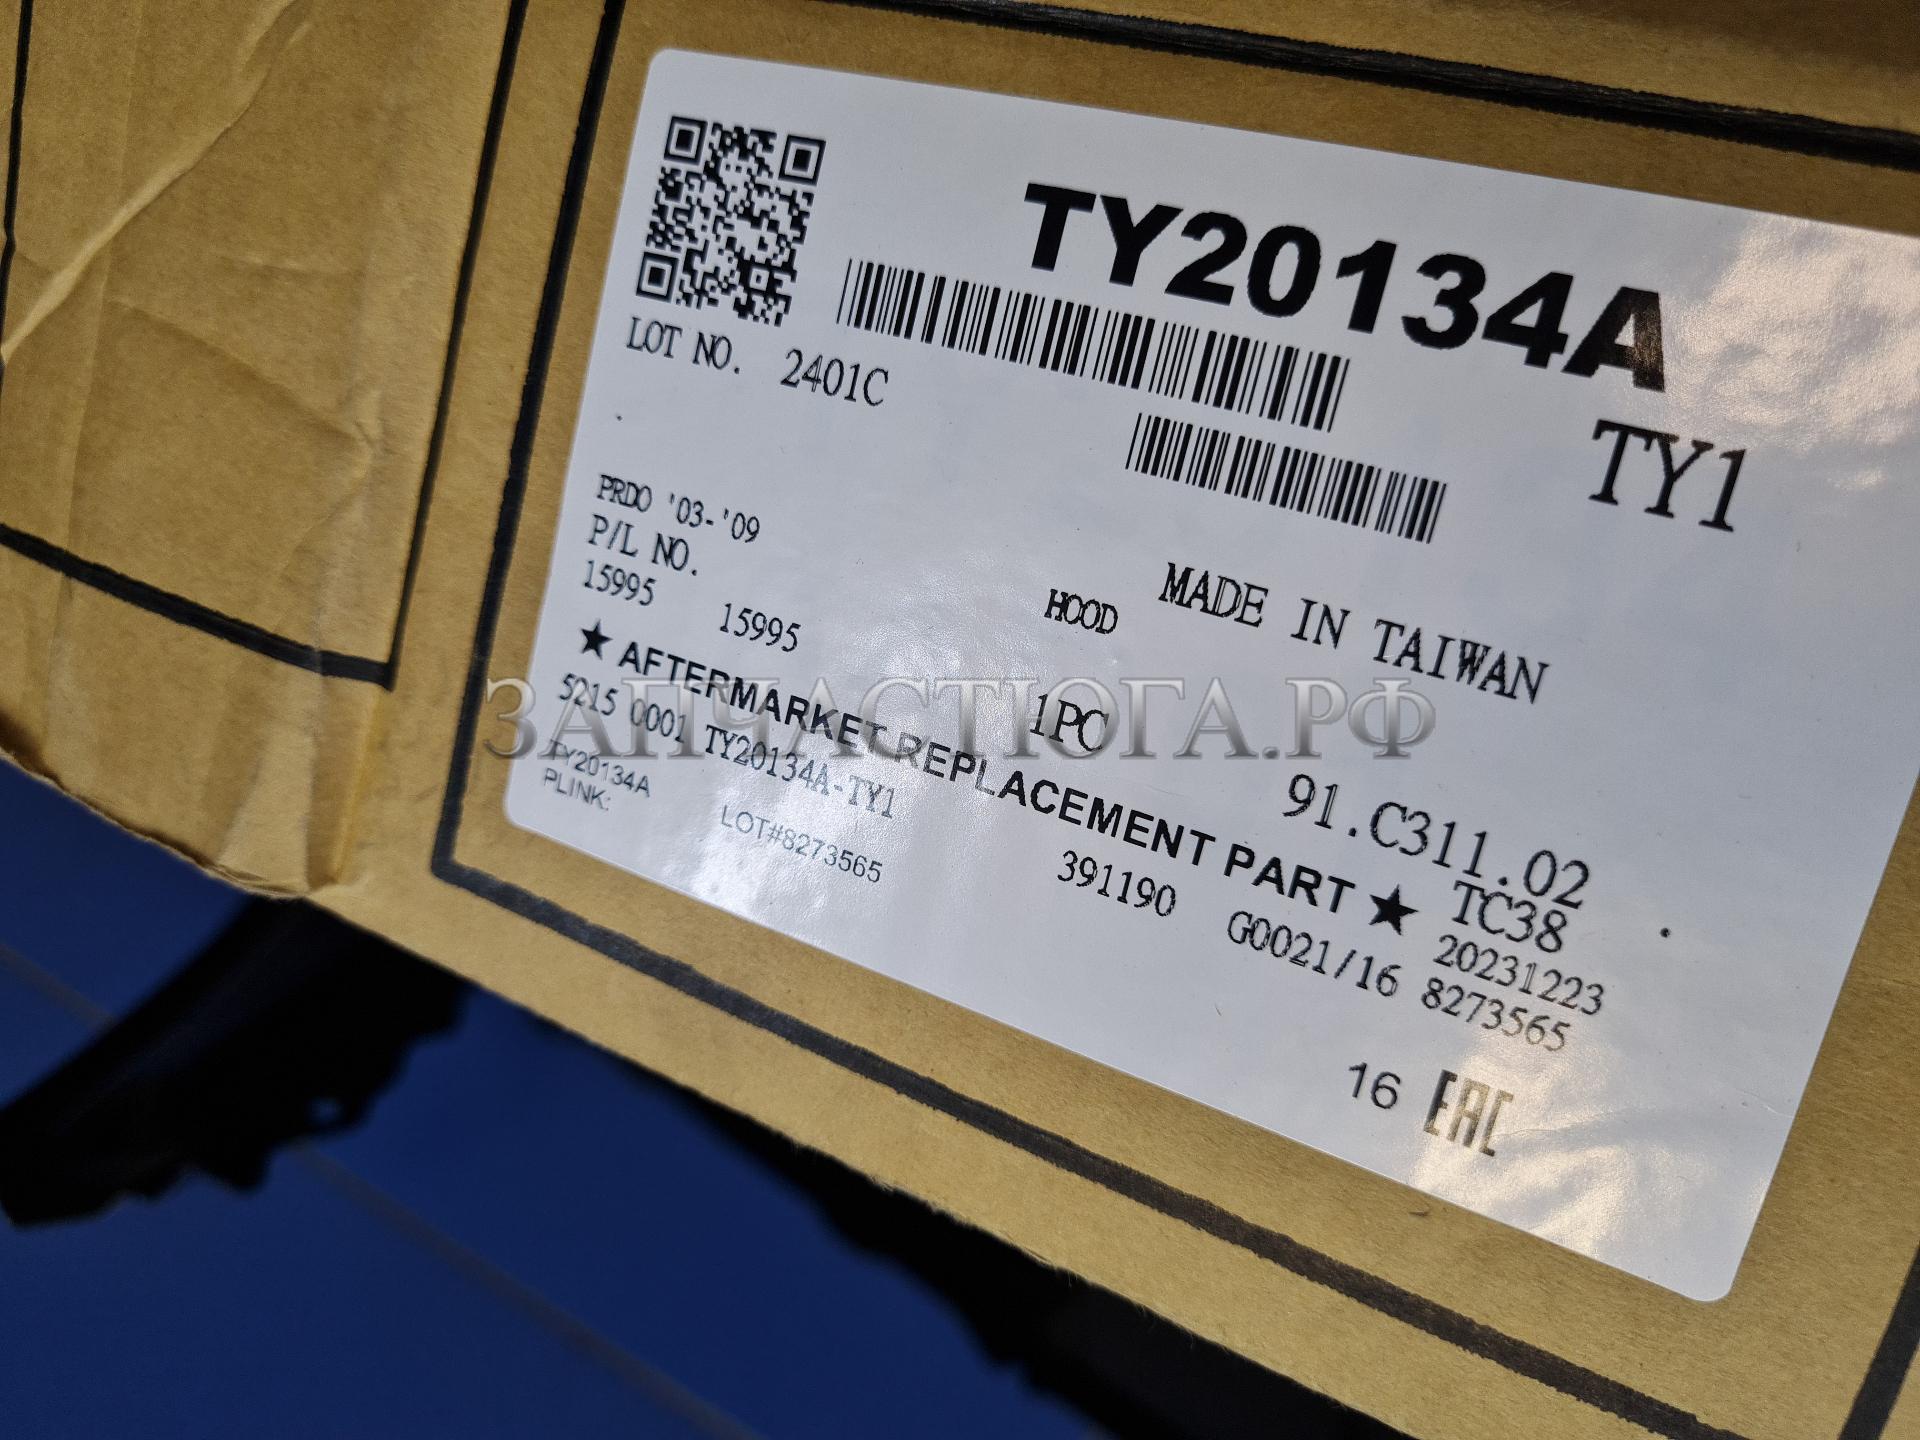 TY20134A
TY1
LOT NO. 2401C
PRDO '03-'09
P/L NO.
15995 15995
HOOD
MADE IN TAIWAN
1PC
91.C311.02
★ AFTERMARKET REPLACEMENT PART ★ TC38
20231223
5215 0001 TY20134A-TY1 391190 G0021/16 8273565
TY20134A
PLINK: LOT#8273565
16 EAC
ЗАПЧАСТЮГА.РФ